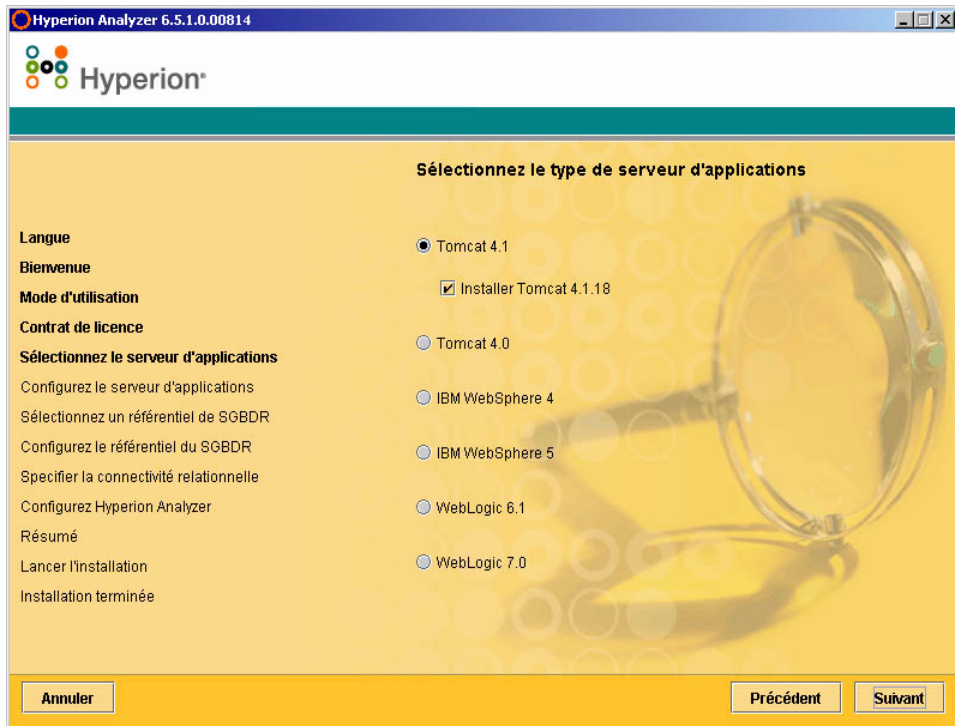 Hyperion Analyzer 6.5.1.0.00814
Hyperion®
Sélectionnez le type de serveur d'applications
Langue
Bienvenue
Mode d'utilisation
Contrat de licence
Sélectionnez le serveur d'applications
Configurez le serveur d'applications
Sélectionnez un référentiel de SGBDR
Configurez le référentiel du SGBDR
Specifier la connectivité relationnelle
Configurez Hyperion Analyzer
Résumé
Lancer l'installation
Installation terminée
Tomcat 4.1
Installer Tomcat 4.1.18
Tomcat 4.0
IBM WebSphere 4
IBM WebSphere 5
WebLogic 6.1
WebLogic 7.0
Annuler
Précédent
Suivant